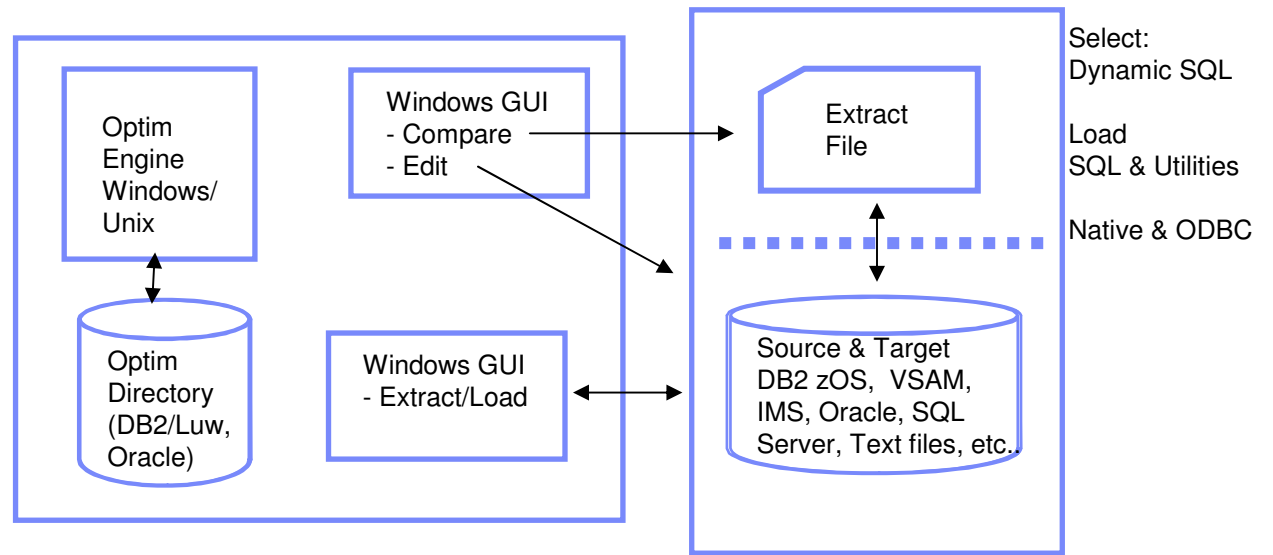 Optim
Engine
Windows/
Unix
Optim
Directory
(DB2/Luw,
Oracle)
Windows GUI
- Compare
- Edit
Windows GUI
- Extract/Load
Extract
File
Source & Target
DB2 zOS, VSAM,
IMS, Oracle, SQL
Server, Text files, etc..
Select:
Dynamic SQL
Load
SQL & Utilities
Native & ODBC